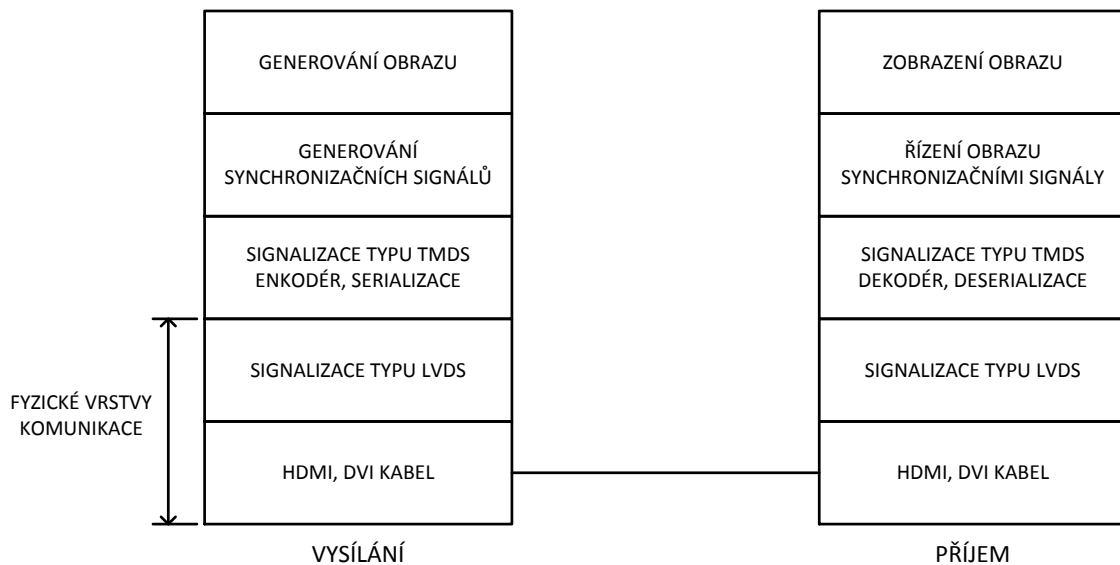 GENEROVÁNÍ OBRAZU
GENEROVÁNÍ
SYNCHRONIZAČNÍCH SIGNÁLŮ
SIGNALIZACE TYPU TMDS
ENKODÉR, SERIALIZACE
SIGNALIZACE TYPU LVDS
HDMI, DVI KABEL
VYSÍLÁNÍ
FYZICKÉ VRSTVY
KOMUNIKACE
ZOBRAZENÍ OBRAZU
ŘÍZENÍ OBRAZU
SYNCHRONIZAČNÍMI SIGNÁLY
SIGNALIZACE TYPU TMDS
DEKODÉR, DESERIALIZACE
SIGNALIZACE TYPU LVDS
HDMI, DVI KABEL
PŘÍJEM